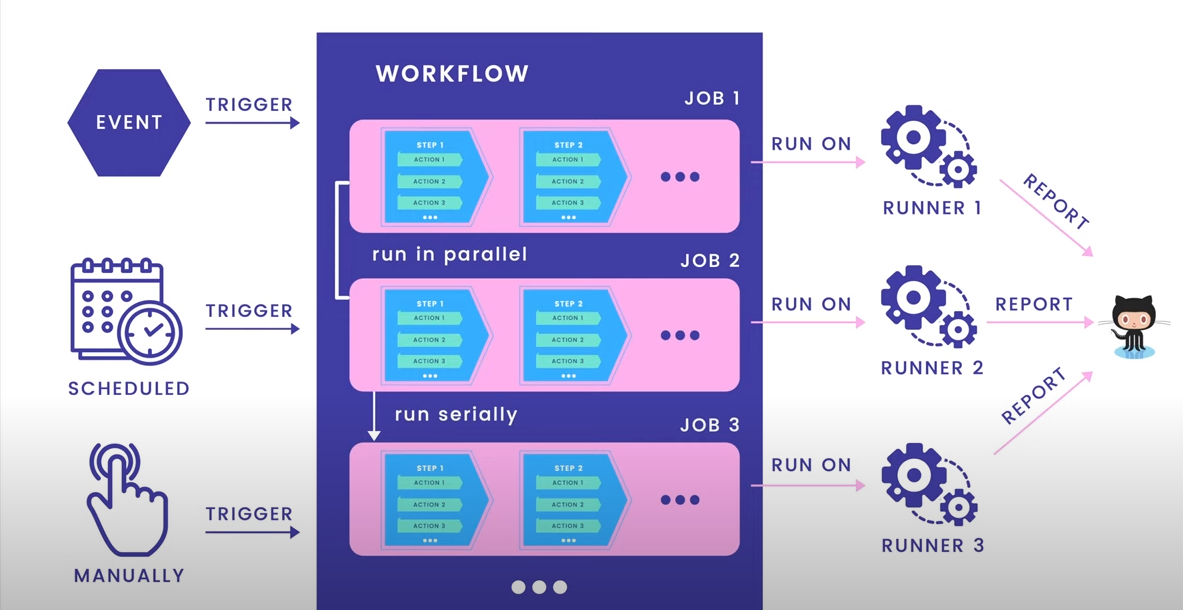 WORKFLOW
EVENT
TRIGGER
JOB 1
STEP 1
ACTION 1
ACTION 2
ACTION 3
STEP 2
ACTION 1
ACTION 2
ACTION 3
RUN ON
RUNNER 1
REPORT
run in parallel
SCHEDULED
TRIGGER
JOB 2
STEP 1
ACTION 1
ACTION 2
ACTION 3
STEP 2
ACTION 1
ACTION 2
ACTION 3
RUN ON
RUNNER 2
REPORT
run serially
MANUALLY
TRIGGER
JOB 3
STEP 1
ACTION 1
ACTION 2
ACTION 3
STEP 2
ACTION 1
ACTION 2
ACTION 3
RUN ON
RUNNER 3
REPORT